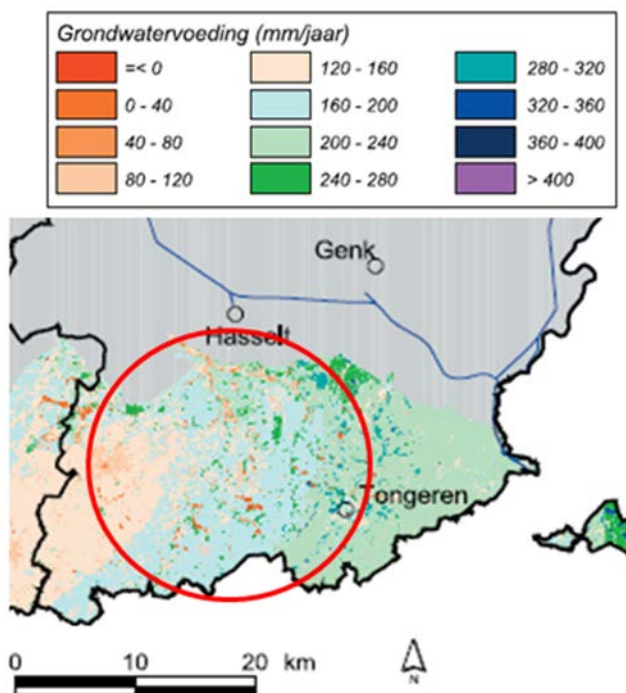 Grondwatervoeding (mm/jaar)
=< 0
0 - 40
40 - 80
80 - 120
120 - 160
160 - 200
200 - 240
240 - 280
280 - 320
320 - 360
360 - 400
> 400
Genk
Hasselt
Tongeren
0 10 20 km
N